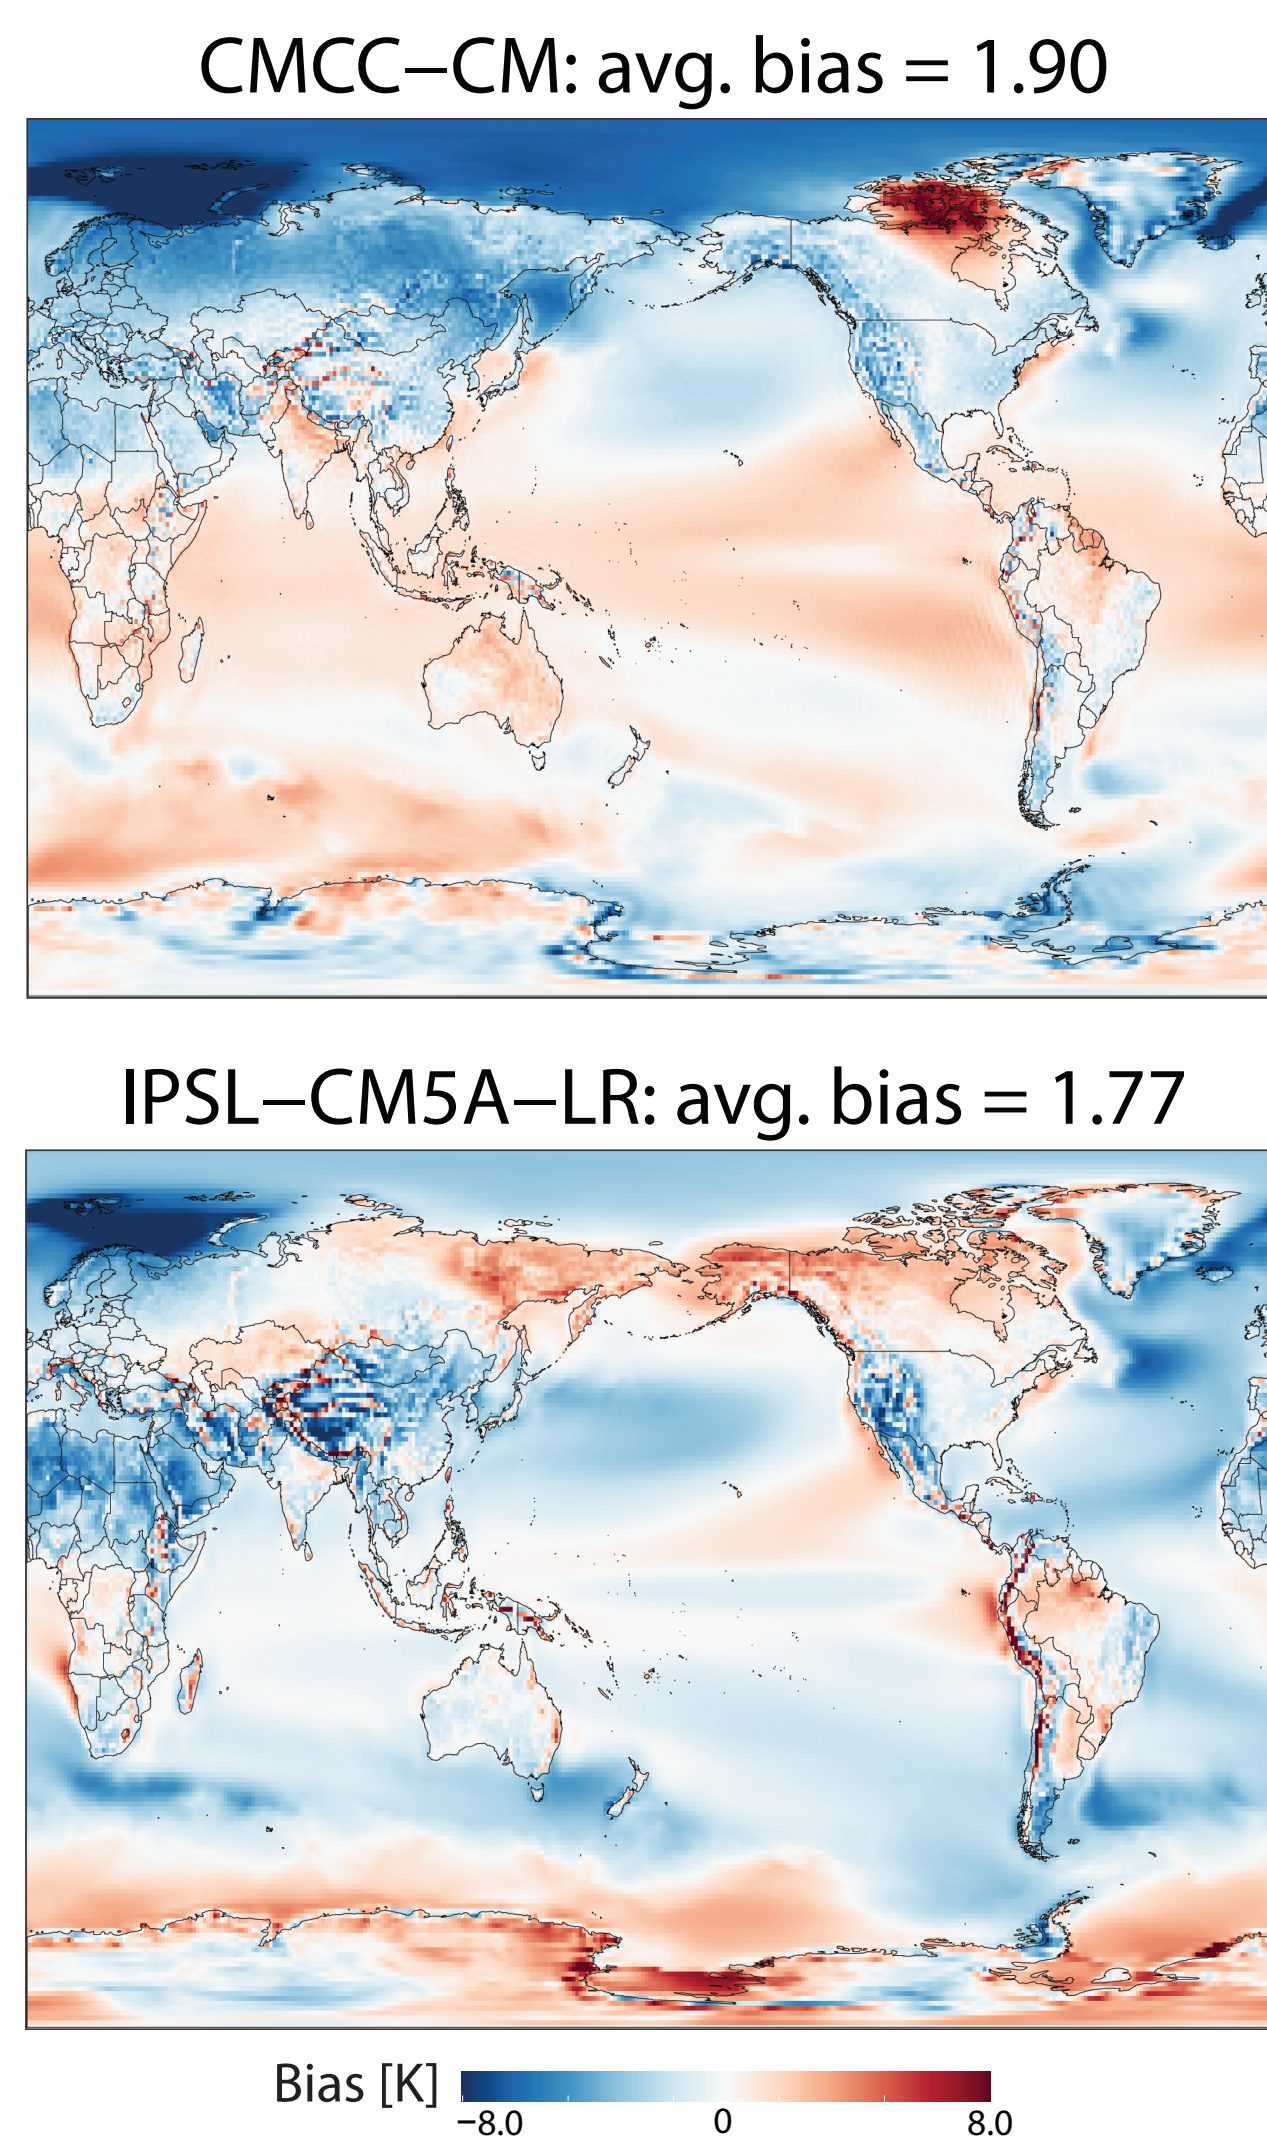 CMCC−CM: avg. bias = 1.90
IPSL−CM5A−LR: avg. bias = 1.77
Bias [K]
−8.0 0 8.0